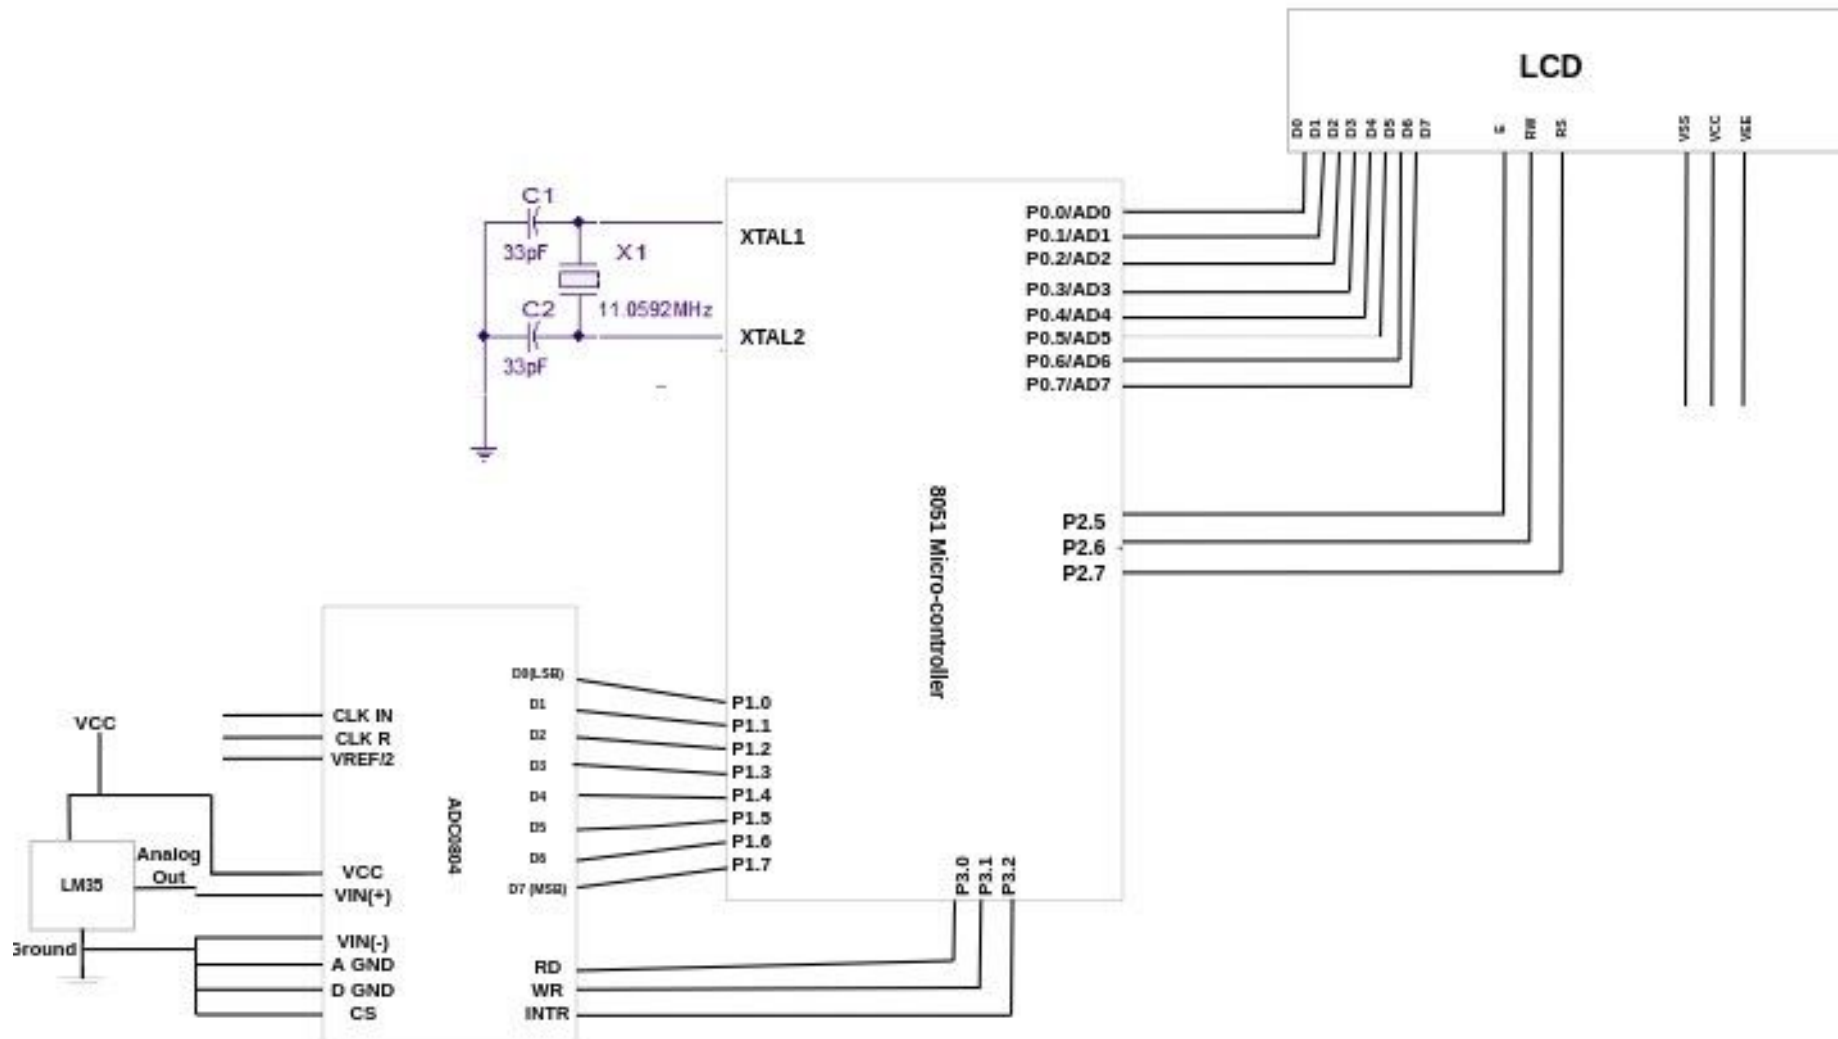 LCD
D0
D1
D2
D3
D4
D5
D6
D7
E
RW
RS
VSS
VCC
VEE
C1
33pF
X1
11.0592MHz
C2
33pF
XTAL1
XTAL2
P0.0/AD0
P0.1/AD1
P0.2/AD2
P0.3/AD3
P0.4/AD4
P0.5/AD5
P0.6/AD6
P0.7/AD7
8051 Micro-controller
P2.5
P2.6
P2.7
P1.0
P1.1
P1.2
P1.3
P1.4
P1.5
P1.6
P1.7
P3.0
P3.1
P3.2
D0(LSB)
D1
D2
D3
D4
D5
D6
D7 (MSB)
CLK IN
CLK R
VREF/2
ADC0804
VCC
VIN(+)
VIN(-)
A GND
D GND
CS
RD
WR
INTR
VCC
Analog
Out
LM35
Ground